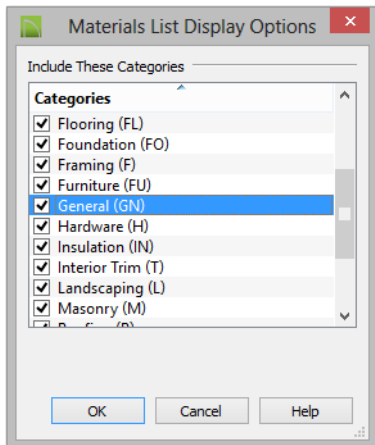 Materials List Display Options
Include These Categories
Categories
Flooring (FL)
Foundation (FO)
Framing (F)
Furniture (FU)
General (GN)
Hardware (H)
Insulation (IN)
Interior Trim (T)
Landscaping (L)
Masonry (M)
OK Cancel Help